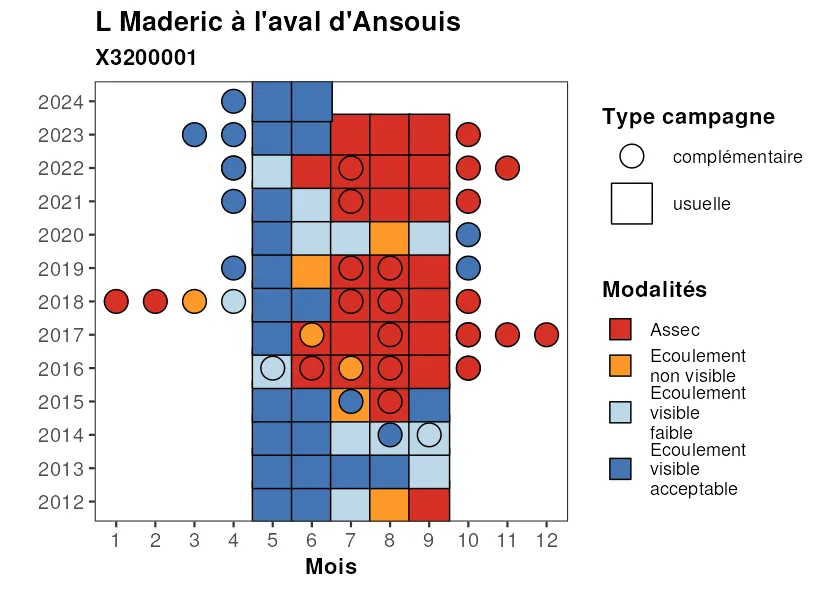 L Maderic à l'aval d'Ansouis
X3200001
2024
2023
2022
2021
2020
2019
2018
2017
2016
2015
2014
2013
2012
1 2 3 4 5 6 7 8 9 10 11 12
Mois
Type campagne
complémentaire
usuelle
Modalités
Assec
Ecoulement
non visible
Ecoulement
visible
faible
Ecoulement
visible
acceptable